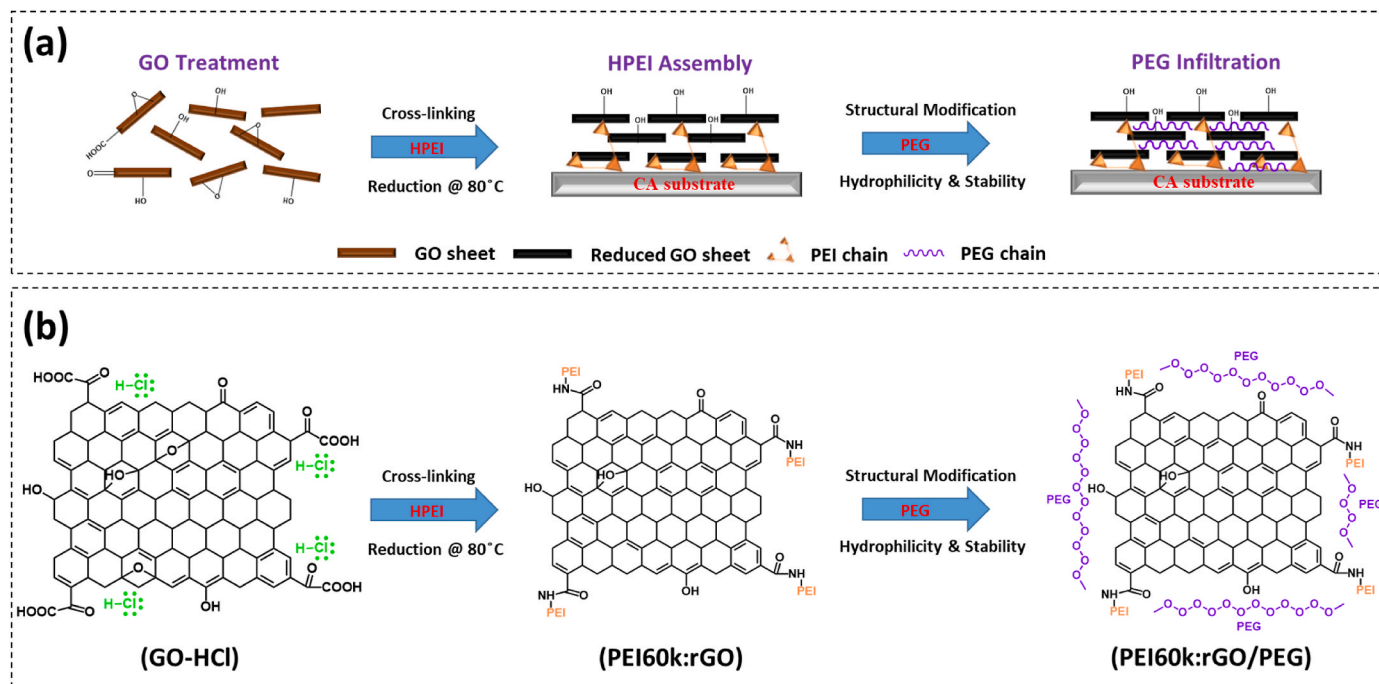 (a)
GO Treatment
HPEI Assembly
PEG Infiltration
O
OH
OH
O
HOOC
O
HO
O
HO
Cross-linking
HPEI
Reduction @ 80˚C
OH
OH
OH
OH
CA substrate
Structural Modification
PEG
Hydrophilicity & Stability
OH
OH
OH
OH
CA substrate
GO sheet
Reduced GO sheet
PEI chain
PEG chain
(b)
HOOC
O
H-Cl
O
O
COOH
O
H-Cl
HO
HO
H-Cl
O
O
COOH
HOOC
O
H-Cl
OH
(GO-HCl)
Cross-linking
HPEI
Reduction @ 80˚C
PEI
HN
O
O
O
NH
PEI
HO
HO
O
NH
PEI
HN
O
PEI
OH
(PEI60k:rGO)
Structural Modification
PEG
Hydrophilicity & Stability
PEG
O O O O O O O O O O O
PEI
HN
O
O
O
NH
PEI
HO
HO
PEG
PEG
O
NH
PEI
HN
O
PEI
OH
O O O O O O O O O O O
PEG
(PEI60k:rGO/PEG)